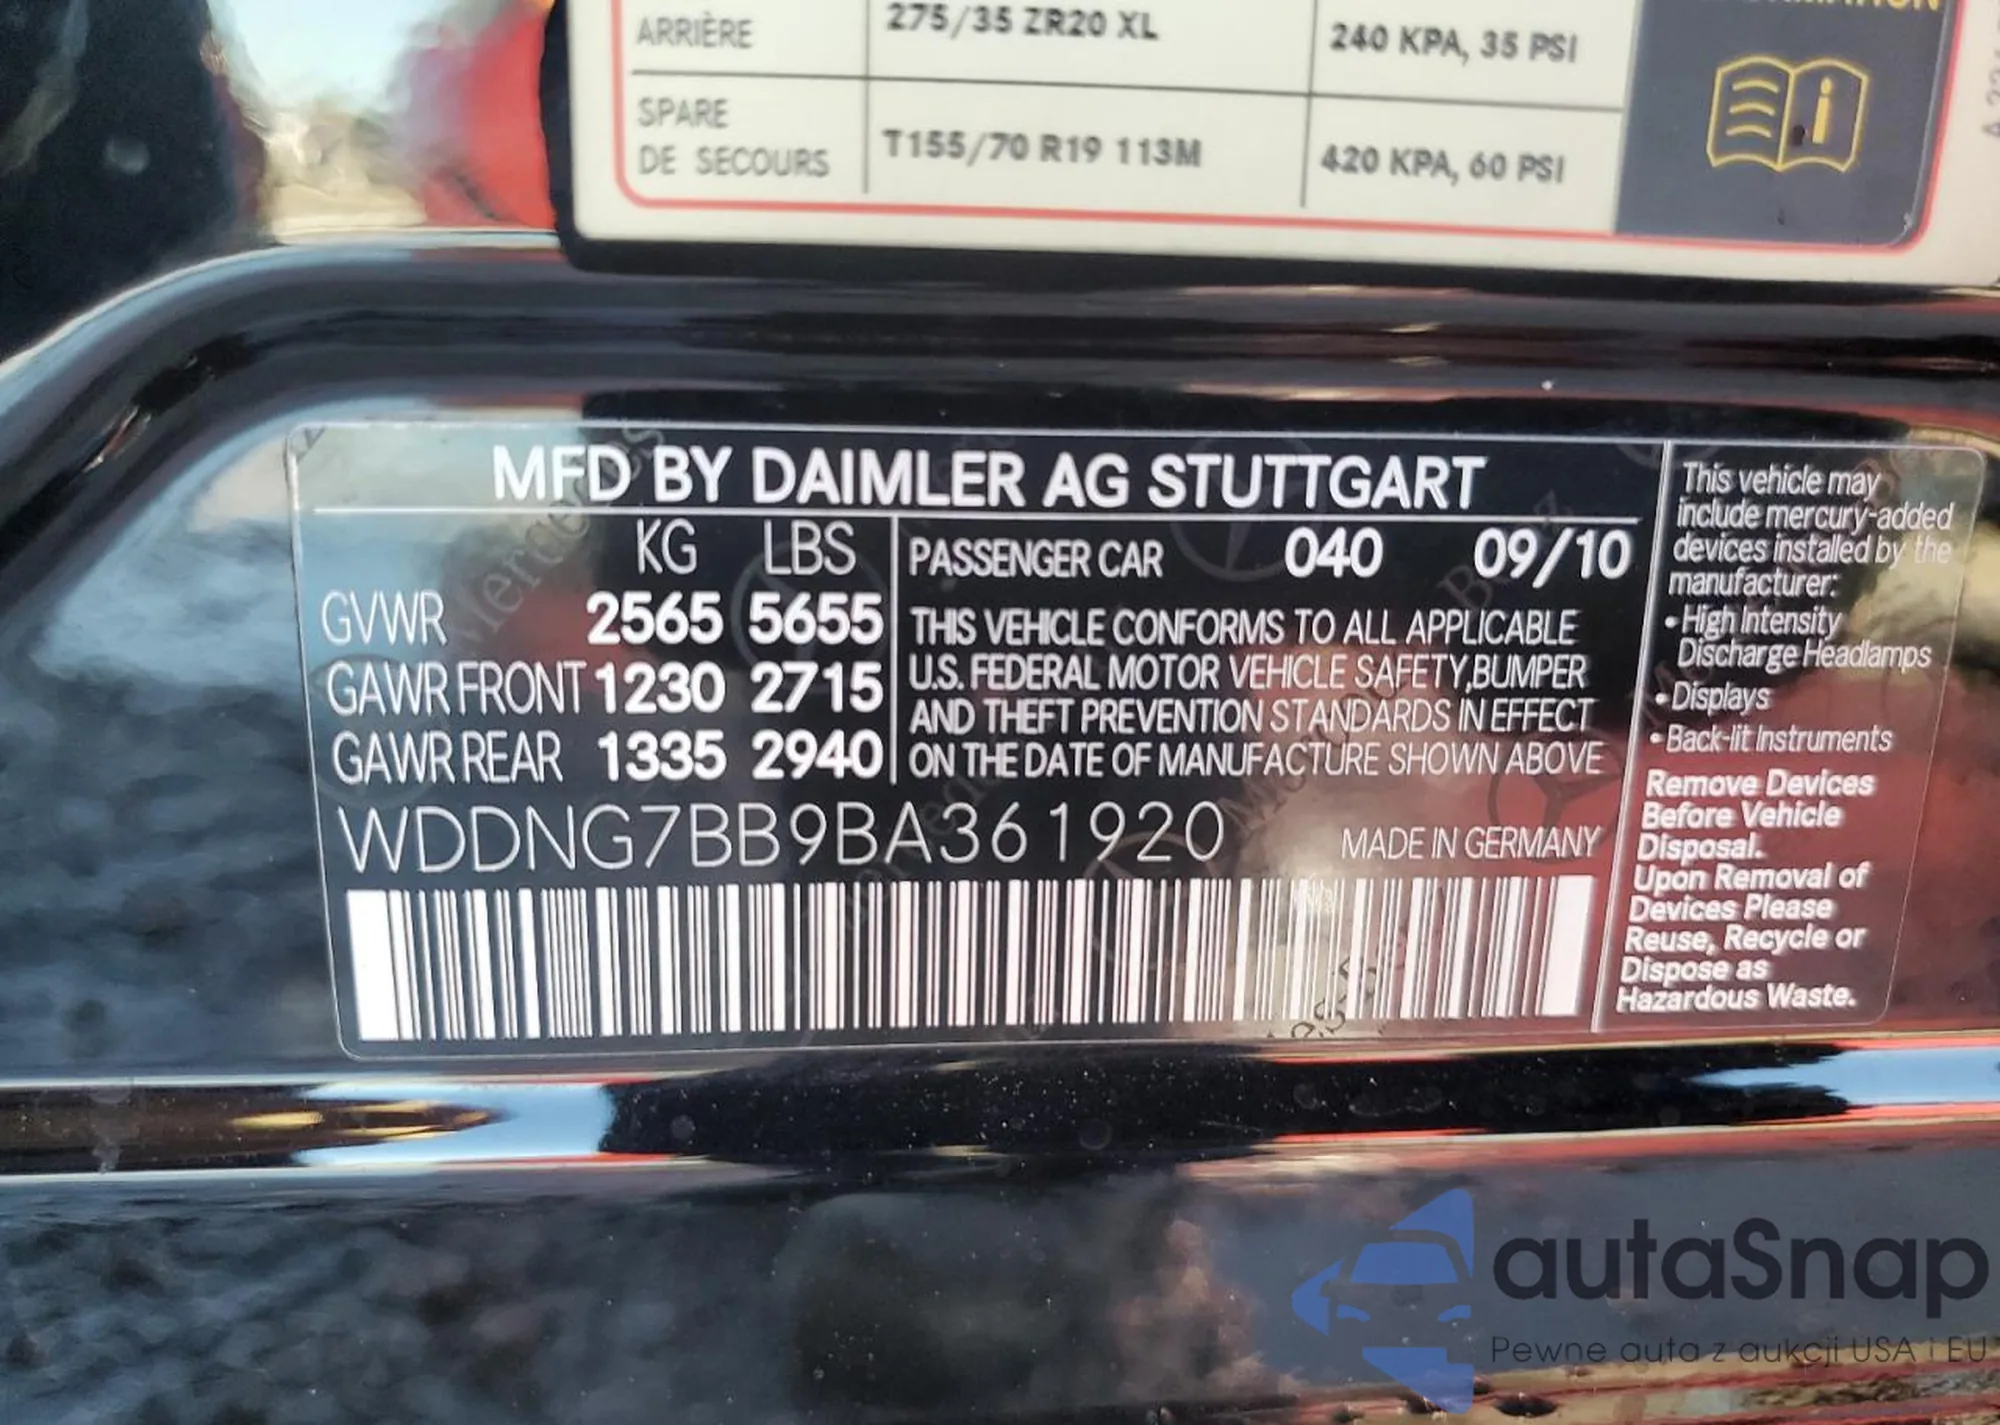 ARRIÈRE 275/35 ZR20 XL 240 KPA, 35 PSI
SPARE
DE SECOURS T155/70 R19 113M 420 KPA, 60 PSI
MFD BY DAIMLER AG STUTTGART
KG LBS
GVWR 2565 5655
GAWR FRONT 1230 2715
GAWR REAR 1335 2940
PASSENGER CAR 040 09/10
THIS VEHICLE CONFORMS TO ALL APPLICABLE
U.S. FEDERAL MOTOR VEHICLE SAFETY, BUMPER
AND THEFT PREVENTION STANDARDS IN EFFECT
ON THE DATE OF MANUFACTURE SHOWN ABOVE
WDDNG7BB9BA361920
MADE IN GERMANY
This vehicle may
include mercury-added
devices installed by the
manufacturer:
• High Intensity
Discharge Headlamps
• Displays
• Back-lit Instruments
Remove Devices
Before Vehicle
Disposal.
Upon Removal of
Devices Please
Reuse, Recycle or
Dispose as
Hazardous Waste.
autaSnap
Pewne auta z aukcji USA i EU